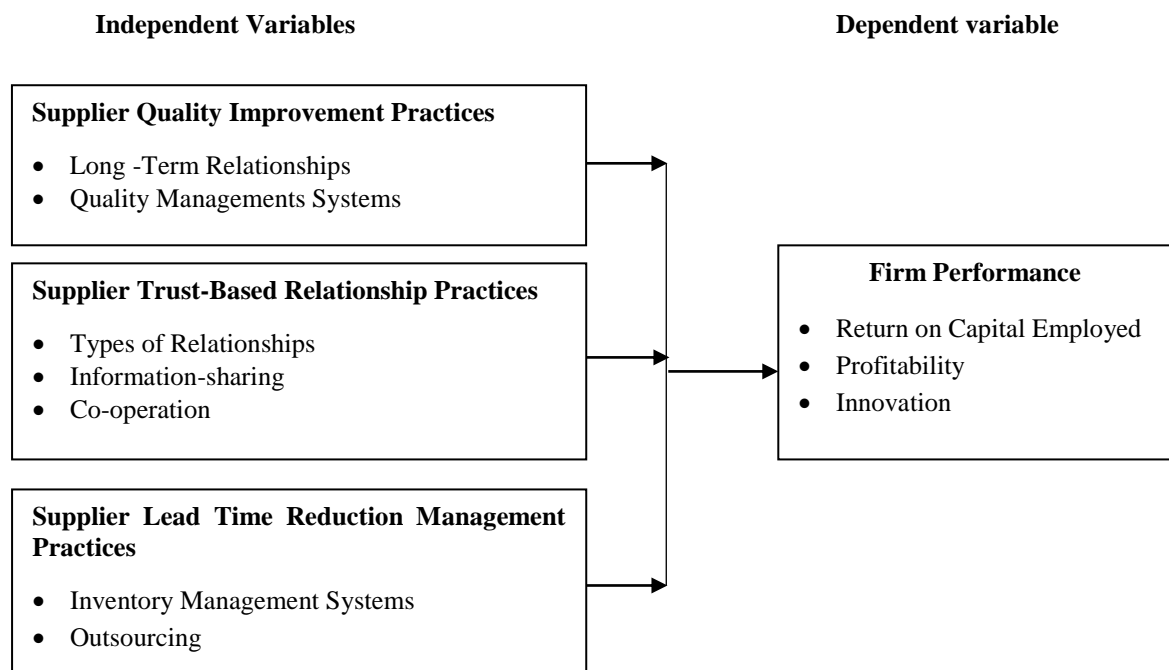 Independent Variables
Dependent variable
Supplier Quality Improvement Practices
• Long -Term Relationships
• Quality Managements Systems
Supplier Trust-Based Relationship Practices
• Types of Relationships
• Information-sharing
• Co-operation
Supplier Lead Time Reduction Management
Practices
• Inventory Management Systems
• Outsourcing
Firm Performance
• Return on Capital Employed
• Profitability
• Innovation